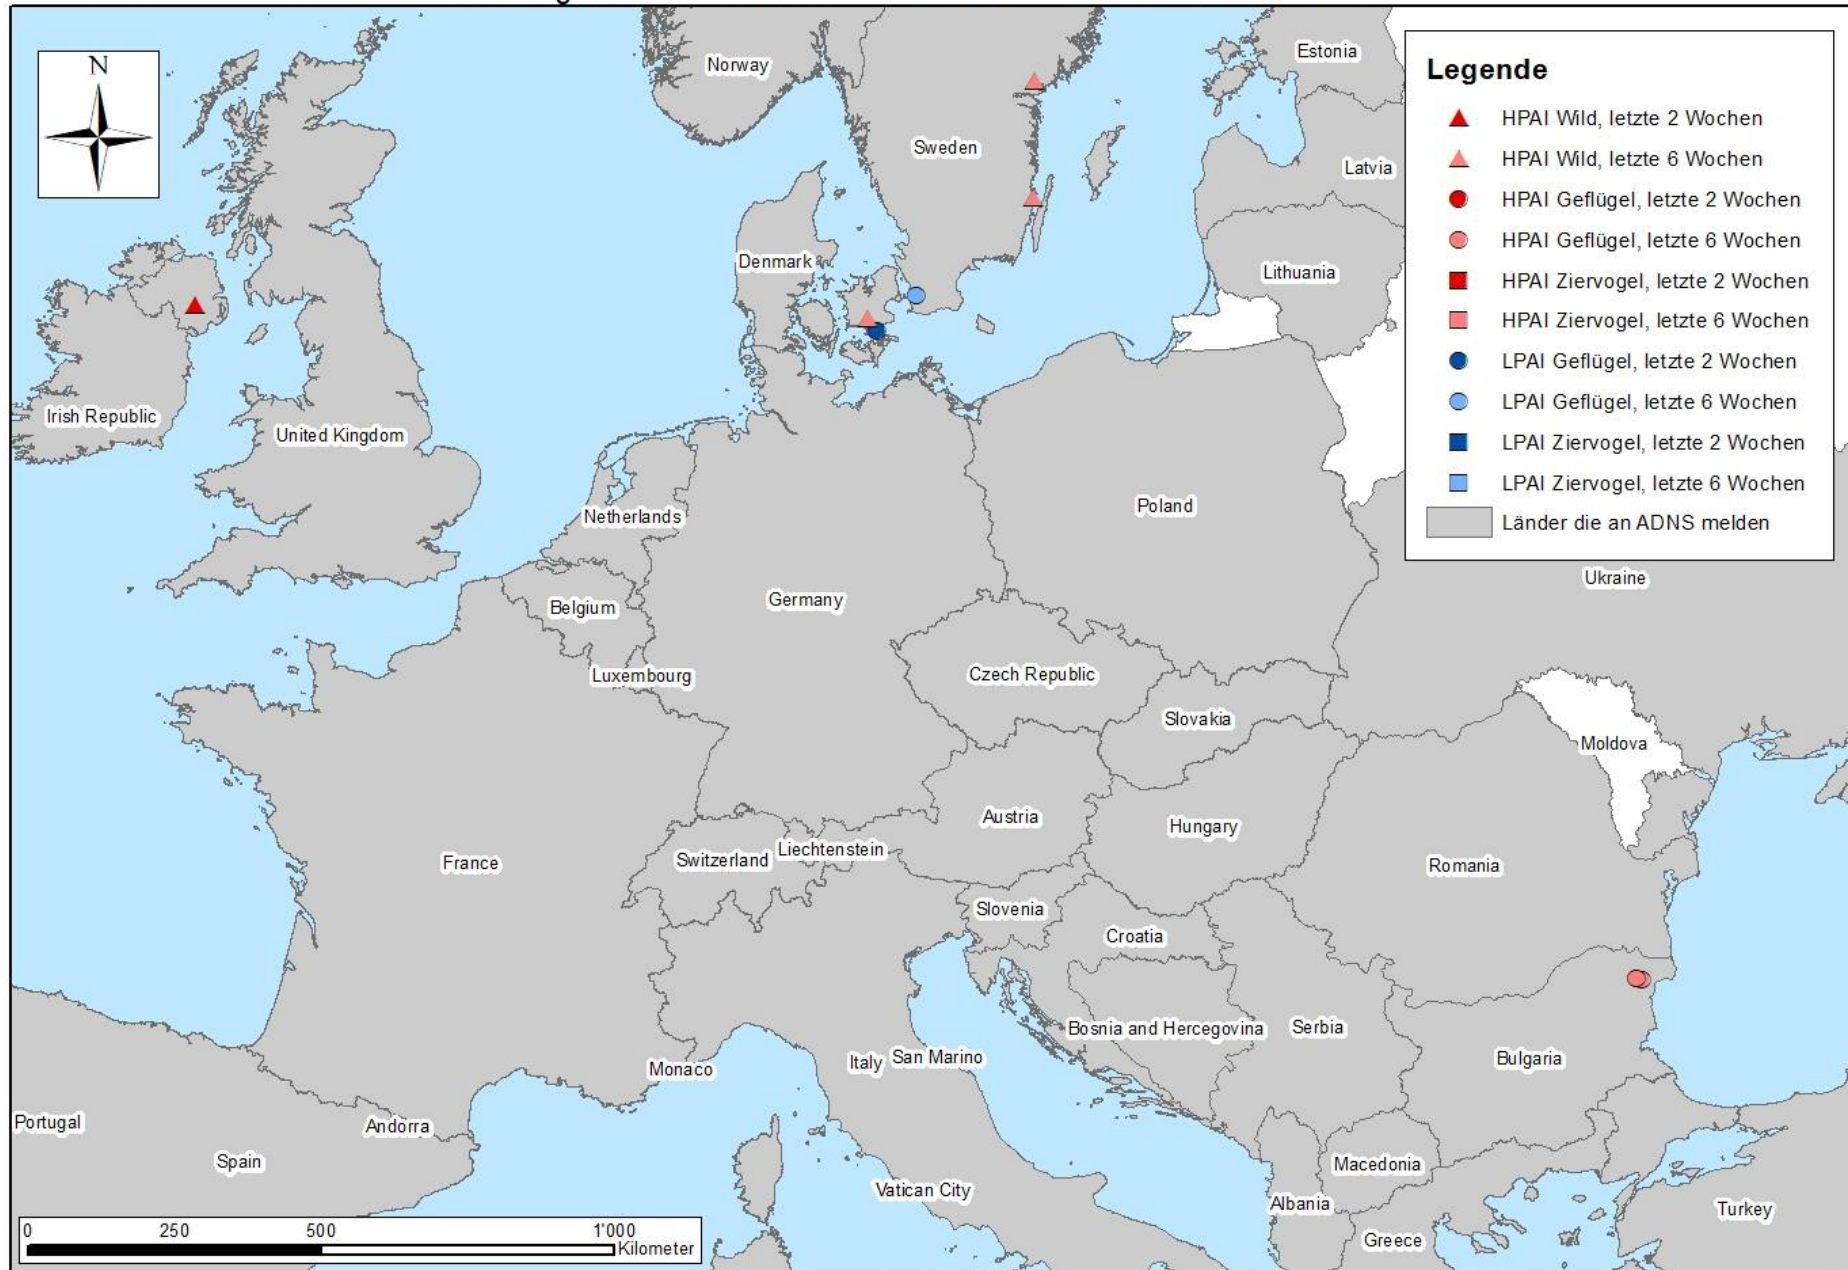 N
Norway
Estonia
Sweden
Latvia
Denmark
Lithuania
Irish Republic
United Kingdom
Netherlands
Poland
Belgium
Germany
Ukraine
Luxembourg
Czech Republic
Slovakia
Moldova
Austria
Hungary
Liechtenstein
Switzerland
France
Romania
Slovenia
Croatia
Bosnia and Hercegovina
Serbia
Italy
San Marino
Bulgaria
Monaco
Portugal
Andorra
Spain
Macedonia
Vatican City
Albania
Turkey
Greece
Legende
HPAI Wild, letzte 2 Wochen
HPAI Wild, letzte 6 Wochen
HPAI Geflügel, letzte 2 Wochen
HPAI Geflügel, letzte 6 Wochen
HPAI Ziervogel, letzte 2 Wochen
HPAI Ziervogel, letzte 6 Wochen
LPAI Geflügel, letzte 2 Wochen
LPAI Geflügel, letzte 6 Wochen
LPAI Ziervogel, letzte 2 Wochen
LPAI Ziervogel, letzte 6 Wochen
Länder die an ADNS melden
0 250 500 1'000
Kilometer